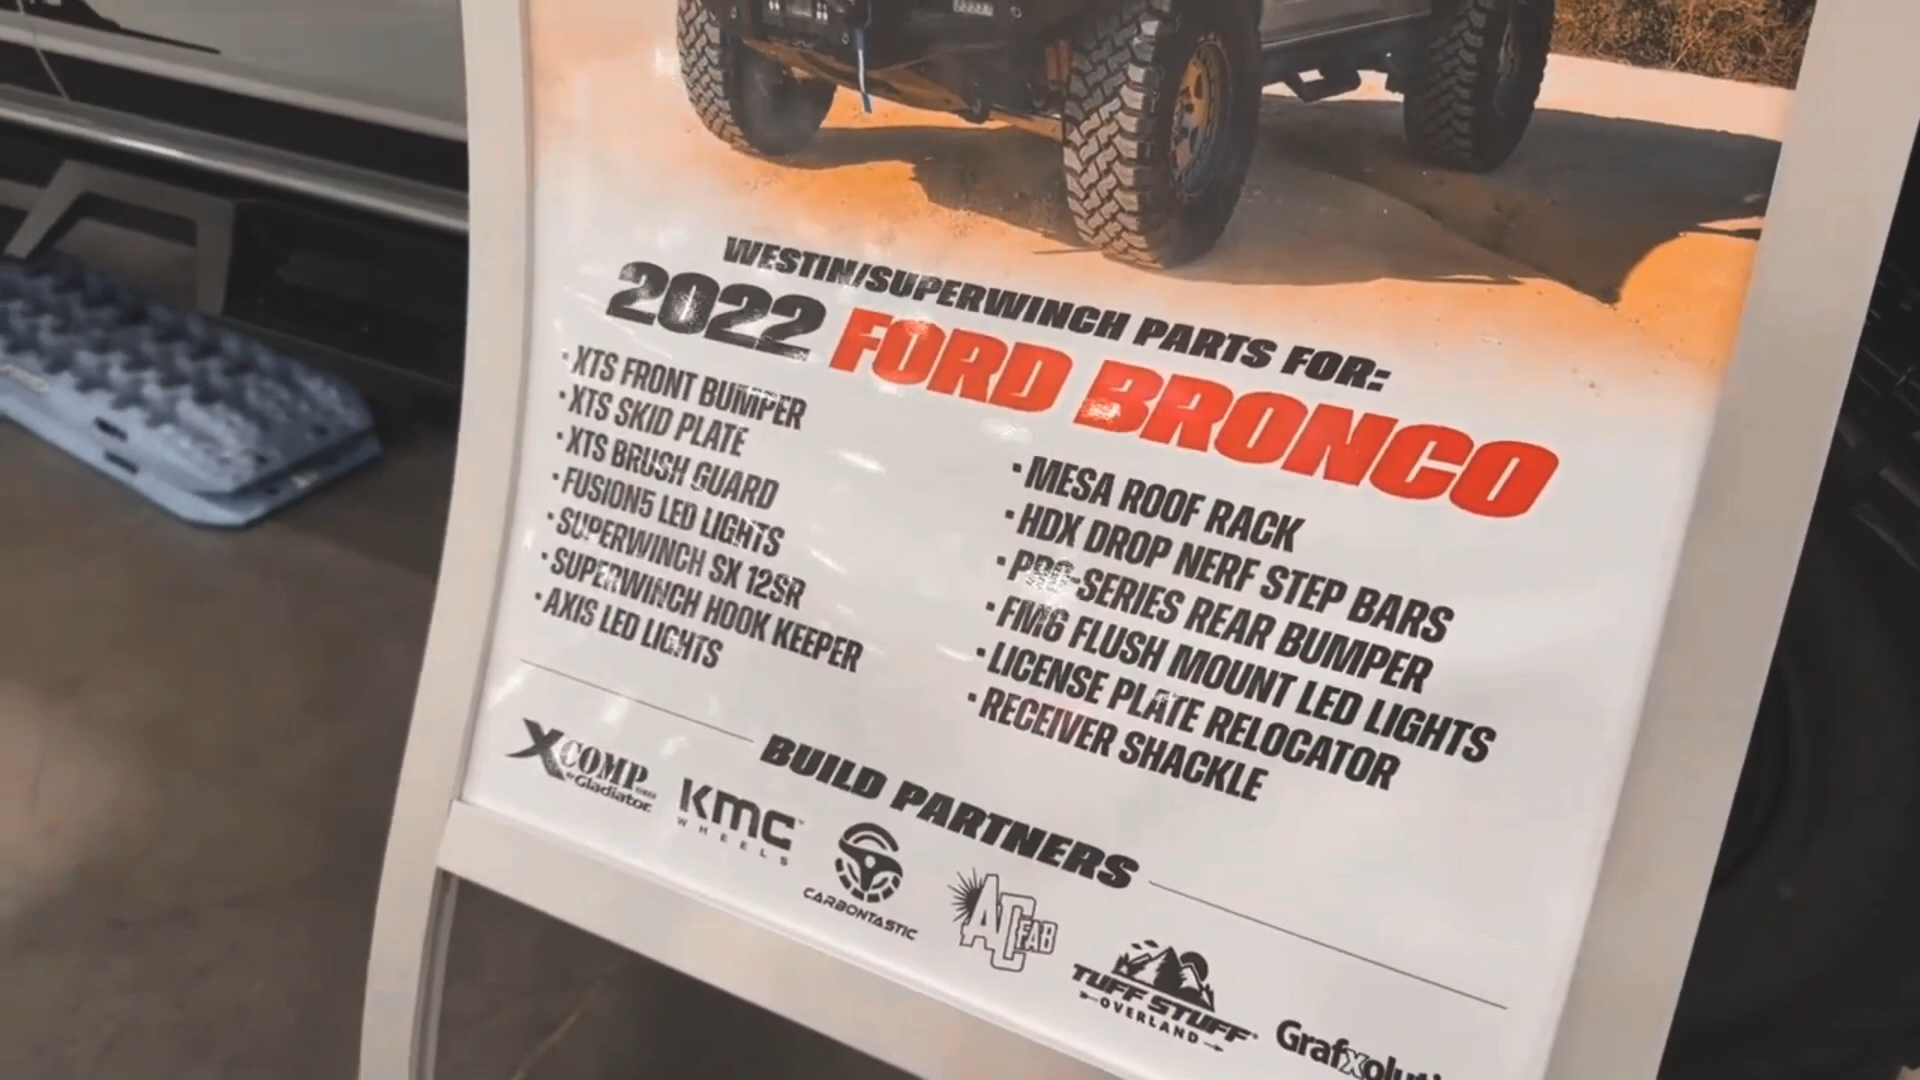 WESTIN/SUPERWINCH PARTS FOR:
2022 FORD BRONCO
• XTS FRONT BUMPER
• XTS SKID PLATE
• XTS BRUSH GUARD
• FUSION5 LED LIGHTS
• SUPERWINCH SX 12SR
• SUPERWINCH HOOK KEEPER
• AXIS LED LIGHTS
• MESA ROOF RACK
• HDX DROP NERF STEP BARS
• PRO-SERIES REAR BUMPER
• FM6 FLUSH MOUNT LED LIGHTS
• LICENSE PLATE RELOCATOR
• RECEIVER SHACKLE
BUILD PARTNERS
XCOMP
by Gladiator
KMC
WHEELS
CARBONTASTIC
AC FAB
TUFF STUFF
OVERLAND